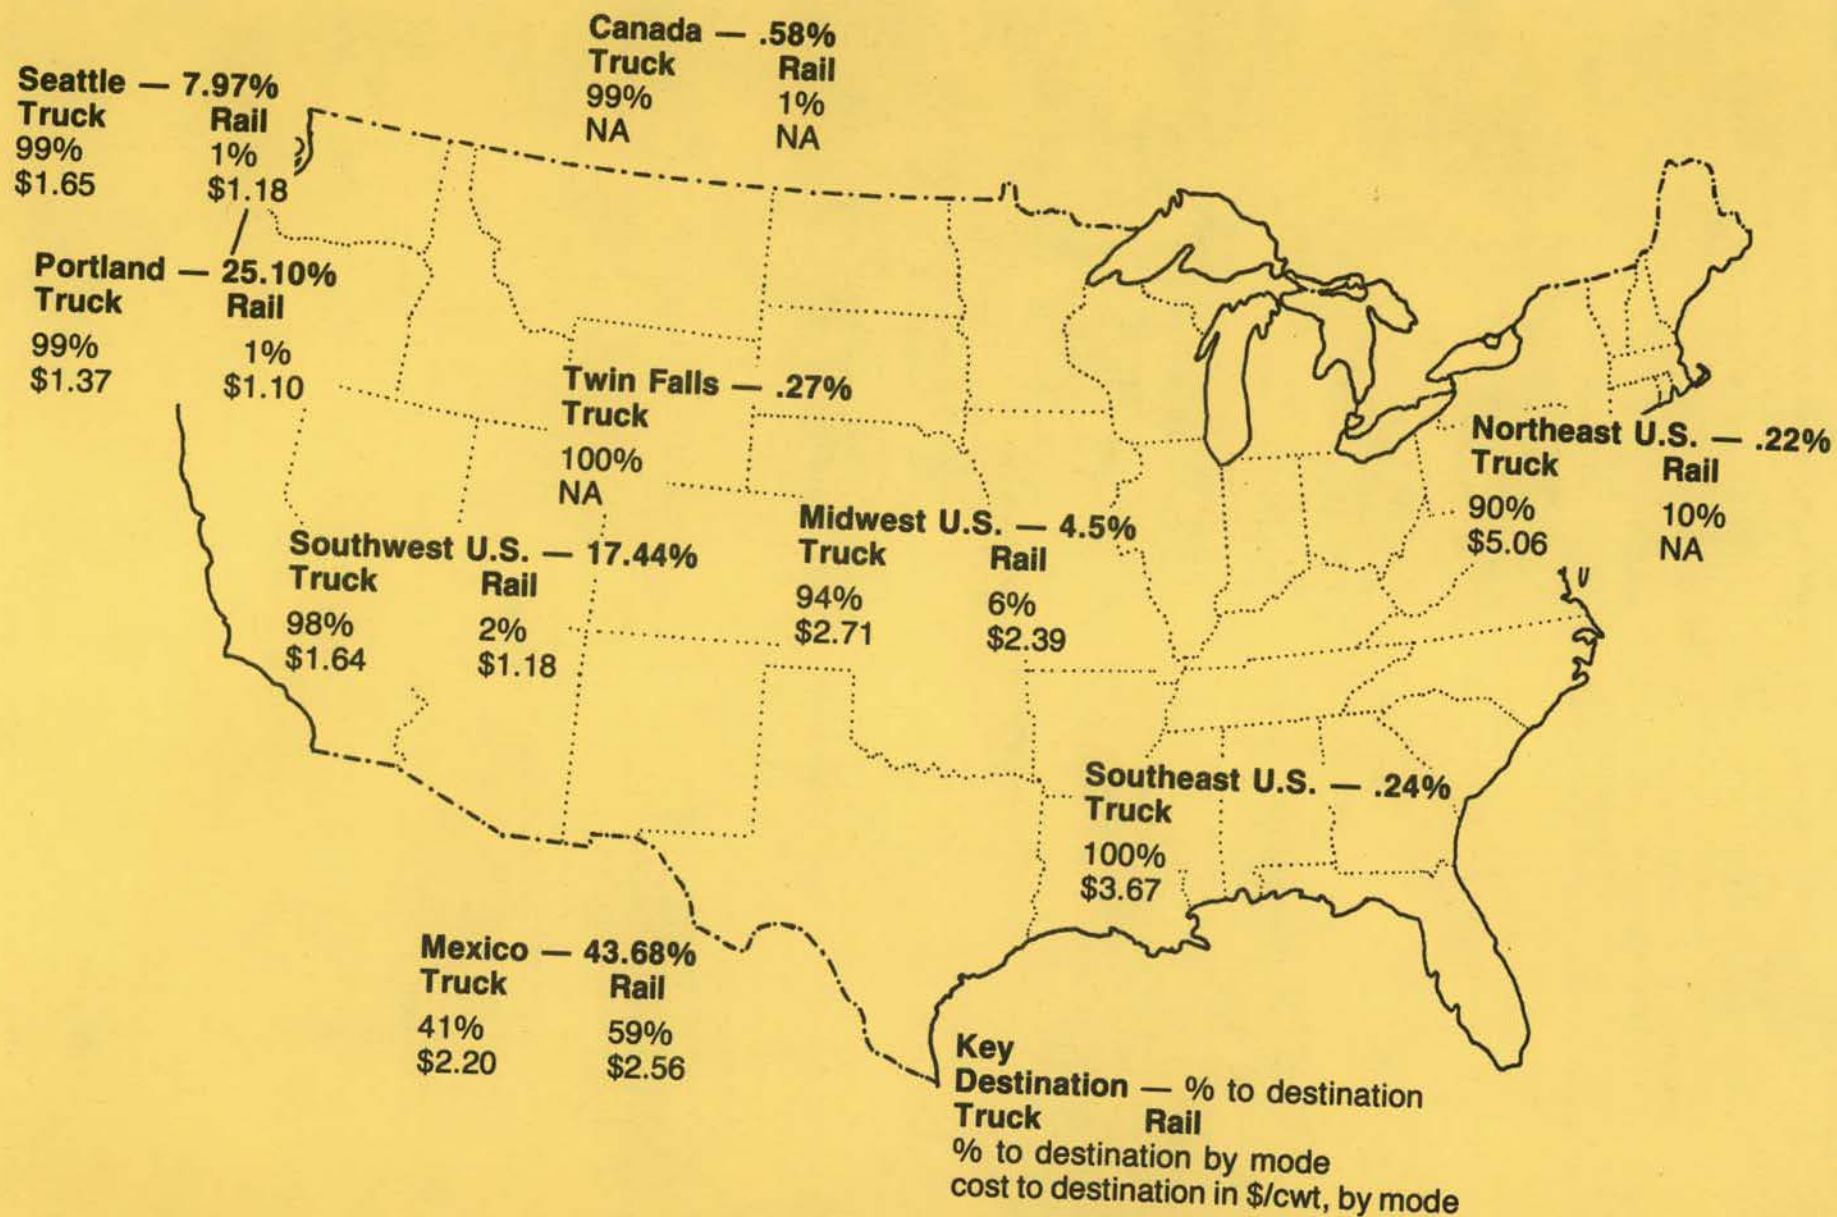 Canada — .58%
Truck Rail
99% 1%
NA NA
Seattle — 7.97%
Truck Rail
99% 1%
$1.65 $1.18
Portland — 25.10%
Truck Rail
99% 1%
$1.37 $1.10
Twin Falls — .27%
Truck
100%
NA
Northeast U.S. — .22%
Truck Rail
90% 10%
$5.06 NA
Southwest U.S. — 17.44%
Truck Rail
98% 2%
$1.64 $1.18
Midwest U.S. — 4.5%
Truck Rail
94% 6%
$2.71 $2.39
Southeast U.S. — .24%
Truck
100%
$3.67
Mexico — 43.68%
Truck Rail
41% 59%
$2.20 $2.56
Key
Destination — % to destination
Truck Rail
% to destination by mode
cost to destination in $/cwt, by mode